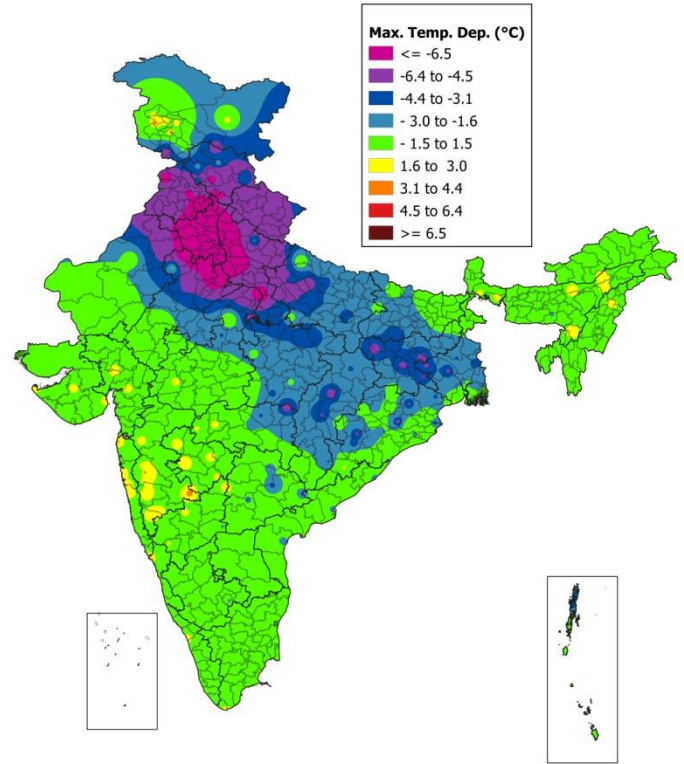 Max. Temp. Dep. (°C)
<= -6.5
-6.4 to -4.5
-4.4 to -3.1
- 3.0 to -1.6
- 1.5 to 1.5
1.6 to 3.0
3.1 to 4.4
4.5 to 6.4
>= 6.5